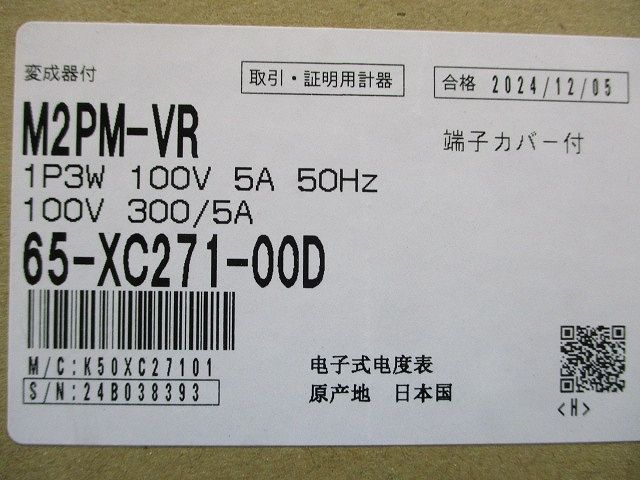 変成器付
取引・証明用計器
合格 2024/12/05
M2PM-VR
端子カバー付
1P3W 100V 5A 50Hz
100V 300/5A
65-XC271-00D
M/C:K50XC27101
S/N:24B038393
电子式电度表
原产地 日本国
<H>